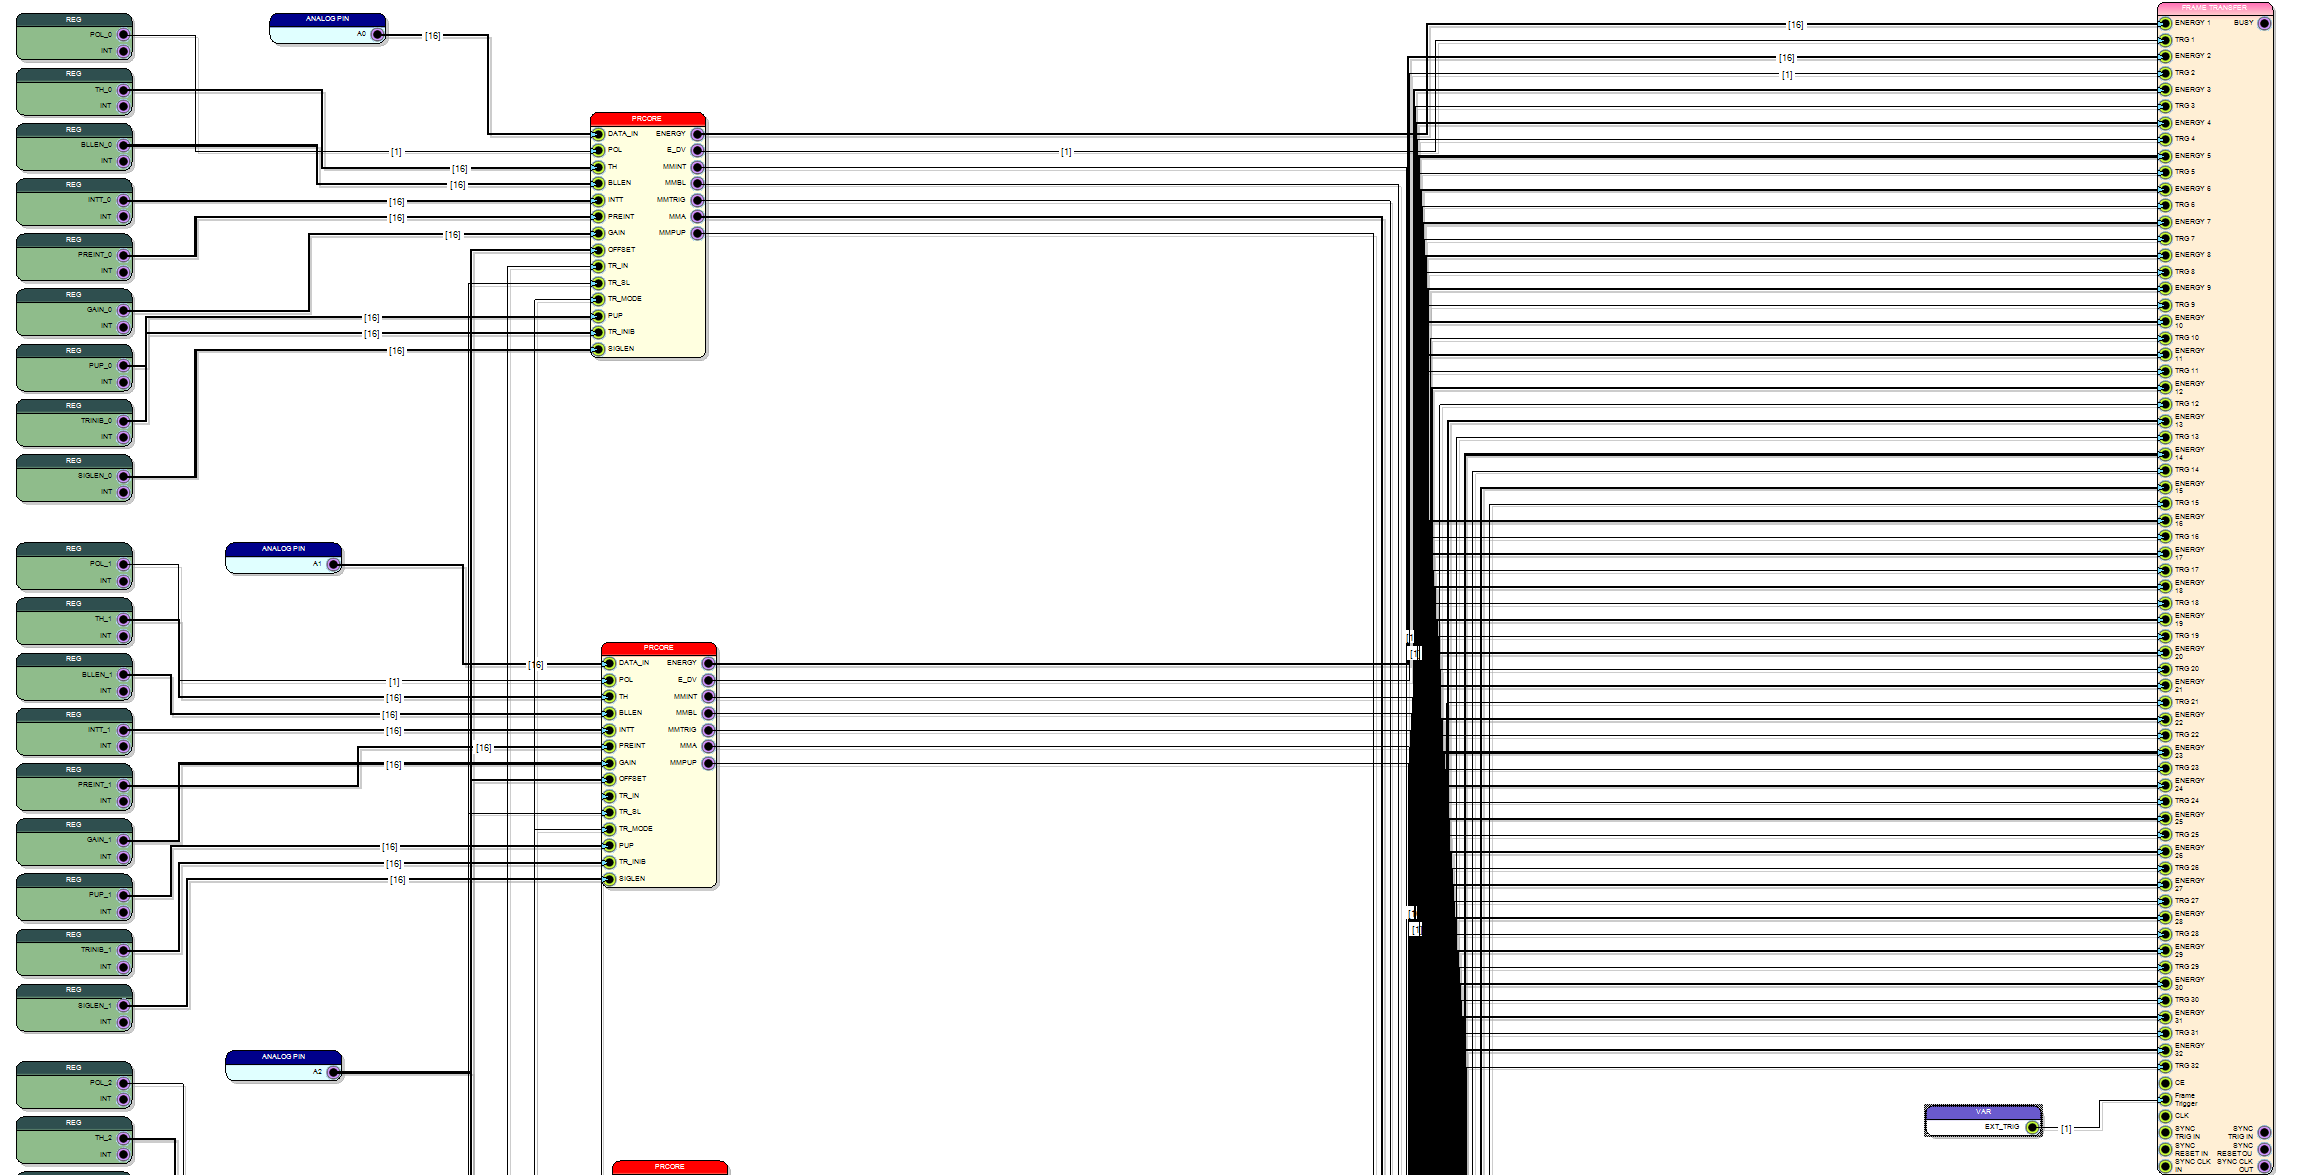 REG
POL_0
INT
REG
TH_0
INT
REG
BLLEN_0
INT
REG
INTT_0
INT
REG
PREINT_0
INT
REG
GAIN_0
INT
REG
PUP_0
INT
REG
TRINIB_0
INT
REG
SIGLEN_0
INT
ANALOG PIN
A0
[16]
[1]
[16]
[16]
[16]
[16]
[16]
[16]
[16]
[16]
PRCORE
DATA_IN ENERGY
POL E_DV
TH MMINT
BLLEN MMBL
INTT MMTRIG
PREINT MMA
GAIN MMPUP
OFFSET
TR_IN
TR_SL
TR_MODE
PUP
TR_INIB
SIGLEN
[1]
REG
POL_1
INT
REG
TH_1
INT
REG
BLLEN_1
INT
REG
INTT_1
INT
REG
PREINT_1
INT
REG
GAIN_1
INT
REG
PUP_1
INT
REG
TRINIB_1
INT
REG
SIGLEN_1
INT
ANALOG PIN
A1
[16]
[1]
[16]
[16]
[16]
[16]
[16]
[16]
[16]
[16]
PRCORE
DATA_IN ENERGY
POL E_DV
TH MMINT
BLLEN MMBL
INTT MMTRIG
PREINT MMA
GAIN MMPUP
OFFSET
TR_IN
TR_SL
TR_MODE
PUP
TR_INIB
SIGLEN
REG
POL_2
INT
REG
TH_2
INT
ANALOG PIN
A2
PRCORE
[16]
[16]
[1]
FRAME TRANSFER
ENERGY 1 BUSY
TRG 1
ENERGY 2
TRG 2
ENERGY 3
TRG 3
ENERGY 4
TRG 4
ENERGY 5
TRG 5
ENERGY 6
TRG 6
ENERGY 7
TRG 7
ENERGY 8
TRG 8
ENERGY 9
TRG 9
ENERGY
10
TRG 10
ENERGY
11
TRG 11
ENERGY
12
TRG 12
ENERGY
13
TRG 13
ENERGY
14
TRG 14
ENERGY
15
TRG 15
ENERGY
16
TRG 16
ENERGY
17
TRG 17
ENERGY
18
TRG 18
ENERGY
19
TRG 19
ENERGY
20
TRG 20
ENERGY
21
TRG 21
ENERGY
22
TRG 22
ENERGY
23
TRG 23
ENERGY
24
TRG 24
ENERGY
25
TRG 25
ENERGY
26
TRG 26
ENERGY
27
TRG 27
ENERGY
28
TRG 28
ENERGY
29
TRG 29
ENERGY
30
TRG 30
ENERGY
31
TRG 31
ENERGY
32
TRG 32
CE
Frame
Trigger
CLK
SYNC SYNC
TRIG IN TRIG IN
SYNC SYNC
RESET IN RESET OU
SYNC CLK SYNC CLK
IN OUT
VAR
EXT_TRIG
[1]